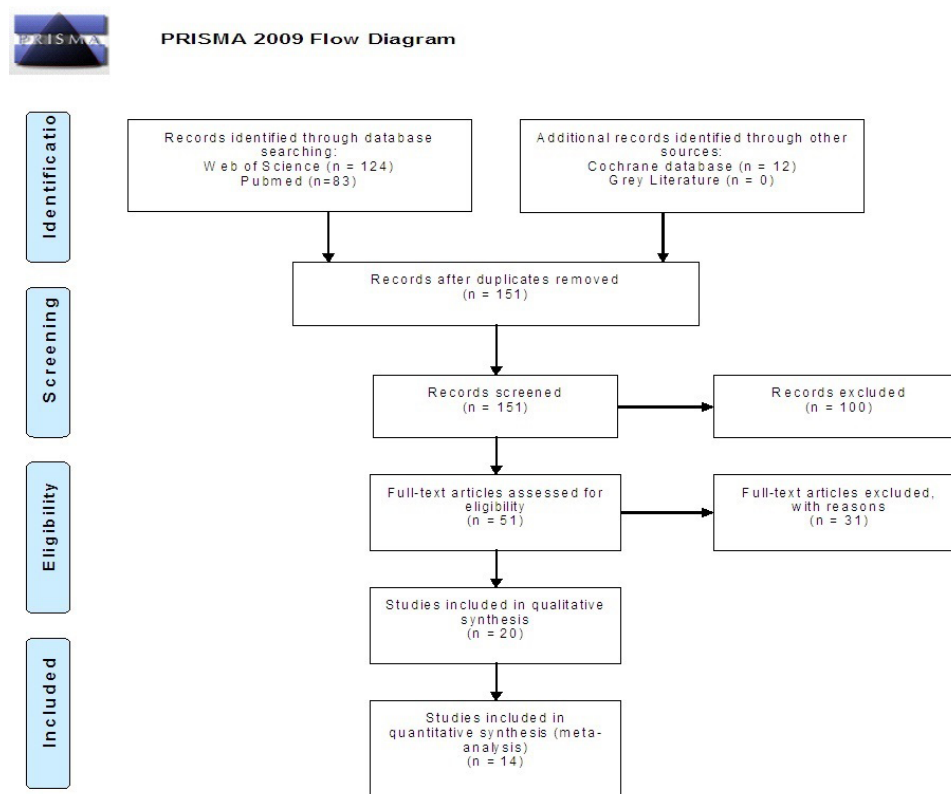 PRISMA
PRISMA 2009 Flow Diagram
Identificatio
Records identified through database
searching:
Web of Science (n = 124)
Pubmed (n=83)
Additional records identified through other
sources:
Cochrane database (n = 12)
Grey Literature (n = 0)
Records after duplicates removed
(n = 151)
Screening
Records screened
(n = 151)
Records excluded
(n = 100)
Eligibility
Full-text articles assessed for
eligibility
(n = 51)
Full-text articles excluded,
with reasons
(n = 31)
Studies included in qualitative
synthesis
(n = 20)
Included
Studies included in
quantitative synthesis (meta-
analysis)
(n = 14)